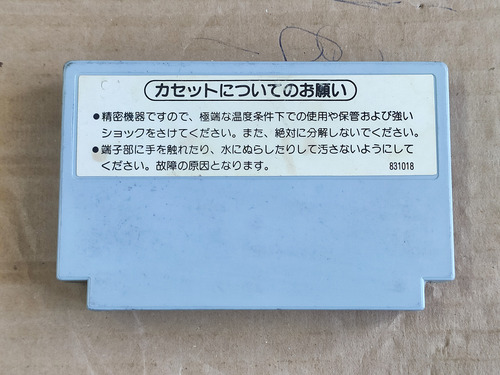 カセットについてのお願い
●精密機器ですので、極端な温度条件下での使用や保管および強い
ショックをさけてください。また、絶対に分解しないでください。
●端子部に手を触れたり、水にぬらしたりして汚さないようにして
ください。故障の原因となります。 831018